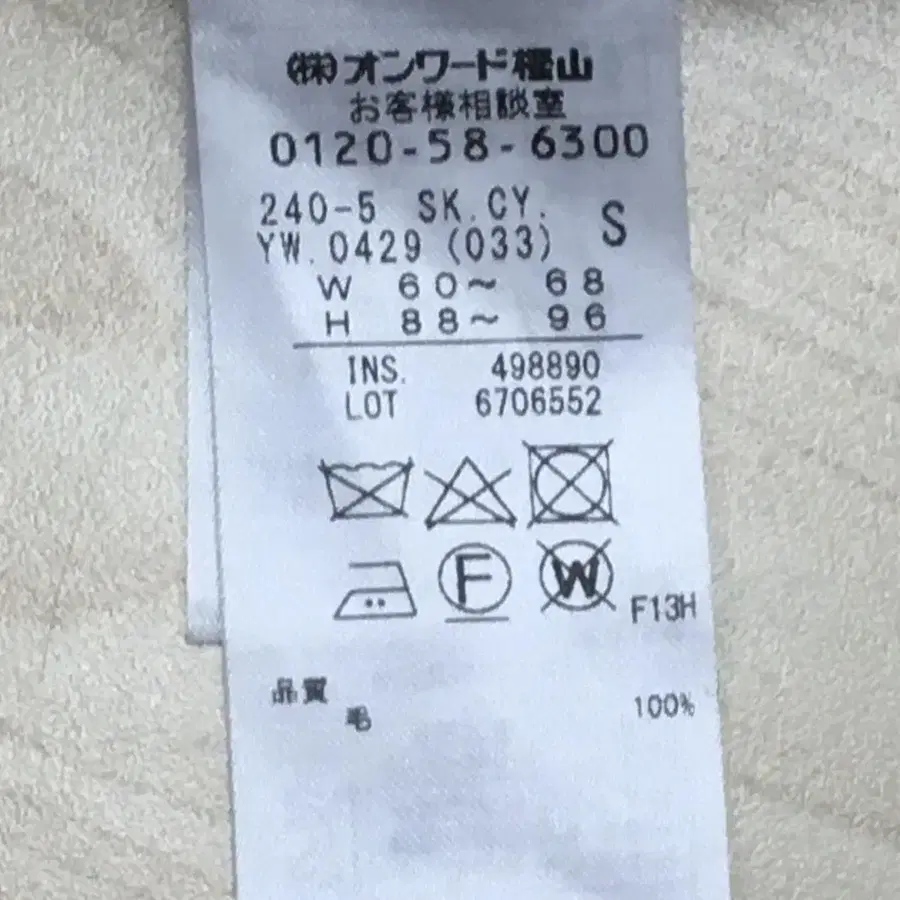 (株)オンワード樫山
お客様相談室
0120-58-6300
240-5 SK.CY. S
YW.0429 (033)
W 60~ 68
H 88~ 96
INS. 498890
LOT 6706552
F
W
F13H
品質
毛 100%